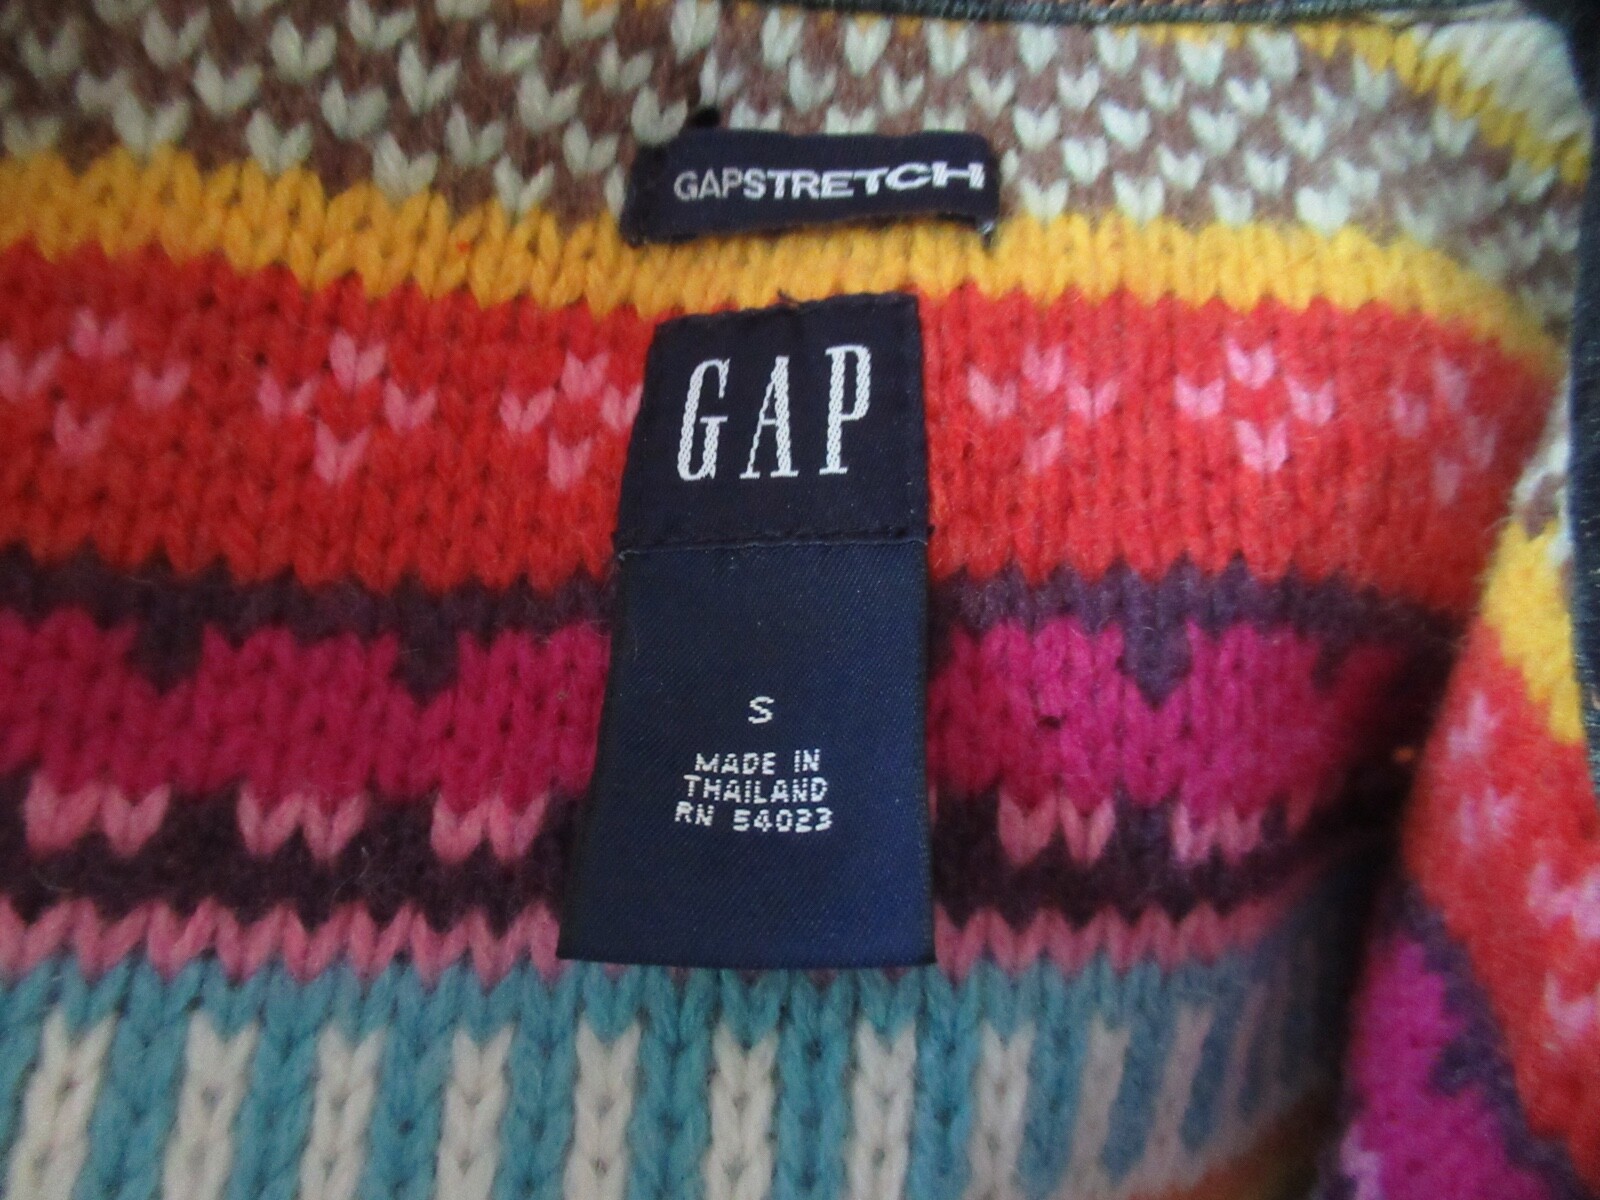 GAPSTRETCH
GAP
S
MADE IN
THAILAND
RN 54023